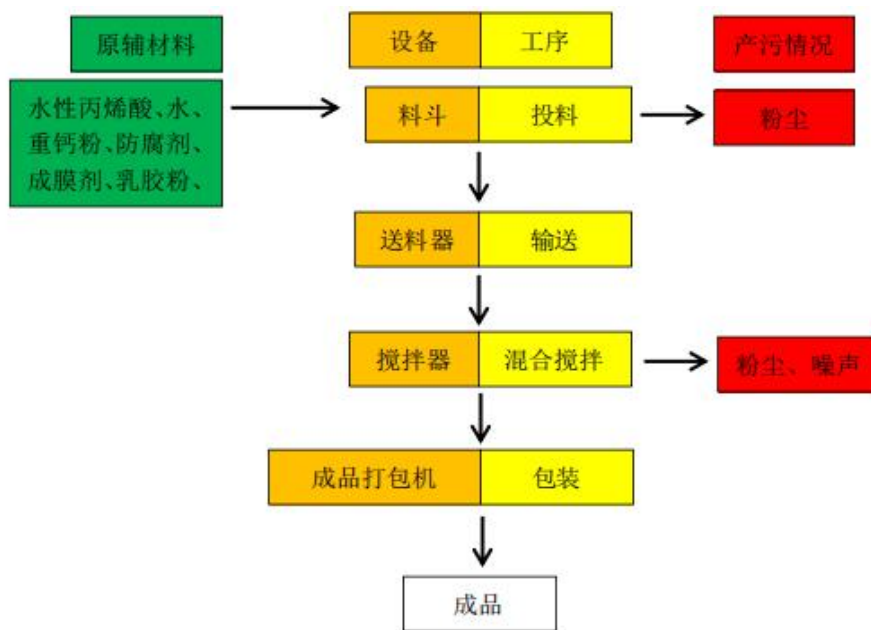 原辅材料
设备 工序
产污情况
水性丙烯酸、水、
重钙粉、防腐剂、
成膜剂、乳胶粉、
料斗 投料
粉尘
送料器 输送
搅拌器 混合搅拌
粉尘、噪声
成品打包机 包装
成品